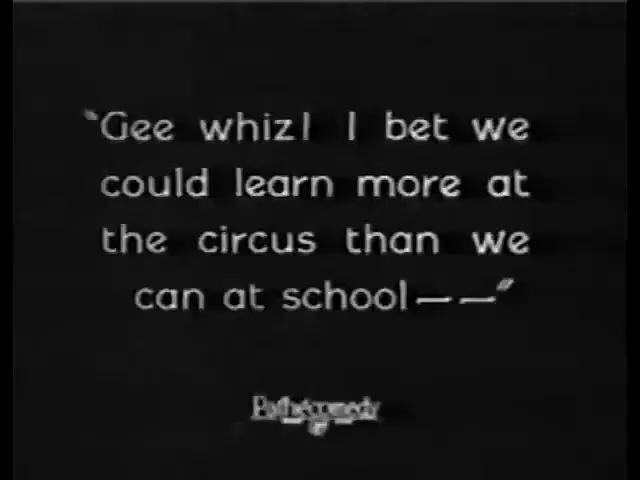 "Gee whiz! I bet we
could learn more at
the circus than we
can at school — —"
Pathécomedy